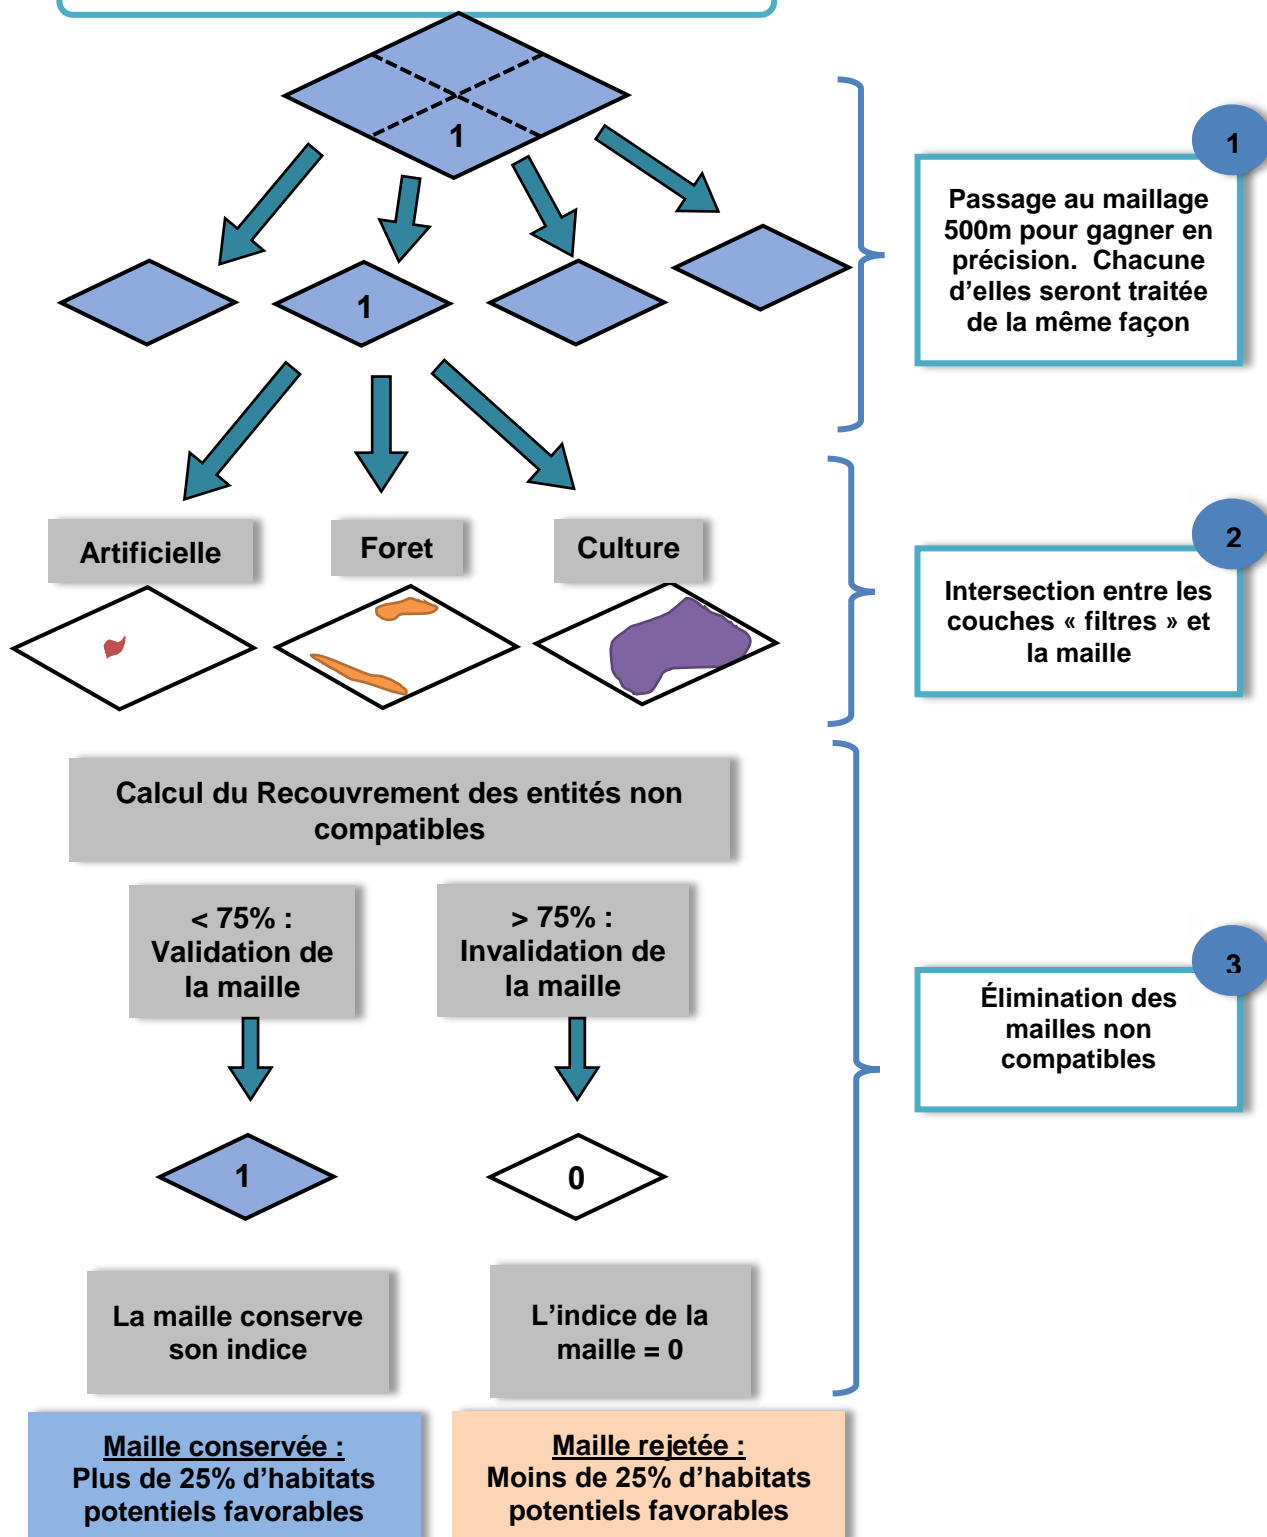 1
1
Passage au maillage
500m pour gagner en
précision. Chacune
d'elles seront traitée
de la même façon
1
Artificielle
Foret
Culture
2
Intersection entre les
couches « filtres » et
la maille
Calcul du Recouvrement des entités non
compatibles
< 75% :
Validation de
la maille
> 75% :
Invalidation de
la maille
3
Élimination des
mailles non
compatibles
1
0
La maille conserve
son indice
L'indice de la
maille = 0
Maille conservée :
Plus de 25% d'habitats
potentiels favorables
Maille rejetée :
Moins de 25% d'habitats
potentiels favorables